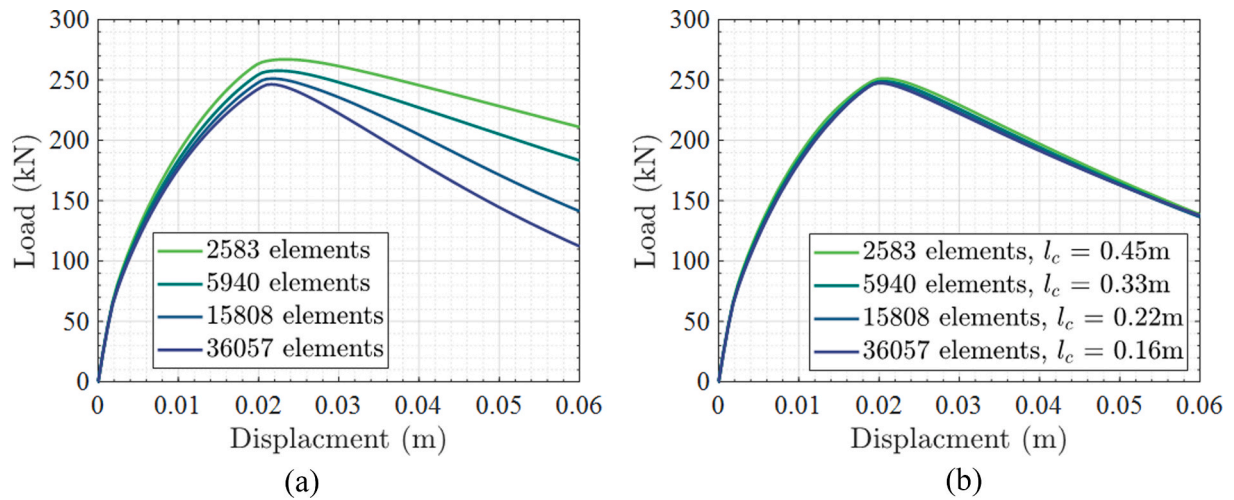 300
250
200
150
100
50
0
Load (kN)
2583 elements
5940 elements
15808 elements
36057 elements
0 0.01 0.02 0.03 0.04 0.05 0.06
Displacment (m)
(a)
300
250
200
150
100
50
0
Load (kN)
2583 elements, l_c = 0.45m
5940 elements, l_c = 0.33m
15808 elements, l_c = 0.22m
36057 elements, l_c = 0.16m
0 0.01 0.02 0.03 0.04 0.05 0.06
Displacment (m)
(b)